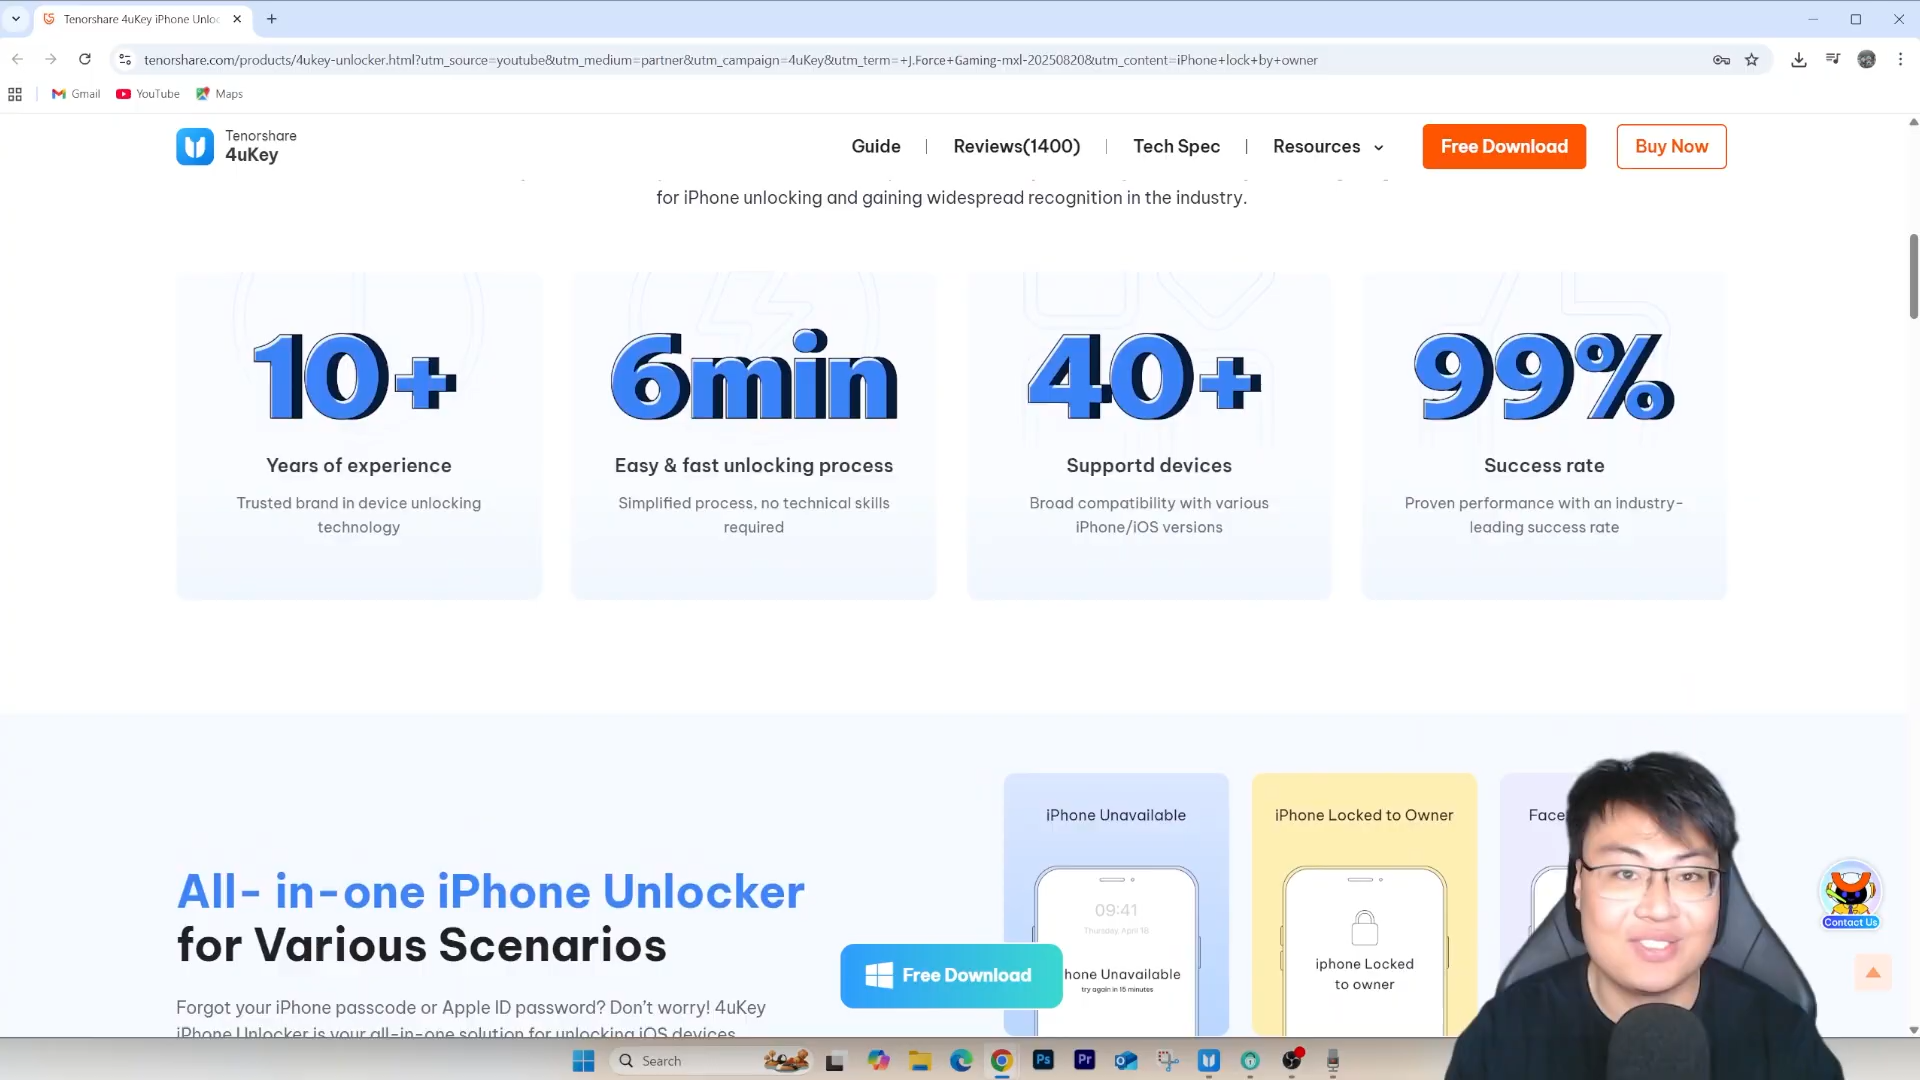 Tenorshare 4uKey iPhone Unloc
tenorshare.com/products/4ukey-unlocker.html?utm_source=youtube&utm_medium=partner&utm_campaign=4uKey&utm_term=+J.Force+Gaming-mxl-20250820&utm_content=iPhone+lock+by+owner
Gmail
YouTube
Maps
Tenorshare
4uKey
Guide
Reviews(1400)
Tech Spec
Resources
Free Download
Buy Now
for iPhone unlocking and gaining widespread recognition in the industry.
10+
Years of experience
Trusted brand in device unlocking
technology
6min
Easy & fast unlocking process
Simplified process, no technical skills
required
40+
Supportd devices
Broad compatibility with various
iPhone/iOS versions
99%
Success rate
Proven performance with an industry-
leading success rate
All- in-one iPhone Unlocker
for Various Scenarios
Forgot your iPhone passcode or Apple ID password? Don't worry! 4uKey
iPhone Unlocker is your all-in-one solution for unlocking iOS devices
Free Download
iPhone Unavailable
09:41
Thursday, April 18
hone Unavailable
try again in 15 minutes
iPhone Locked to Owner
iphone Locked
to owner
Face
Contact Us
Search
Ps
Pr